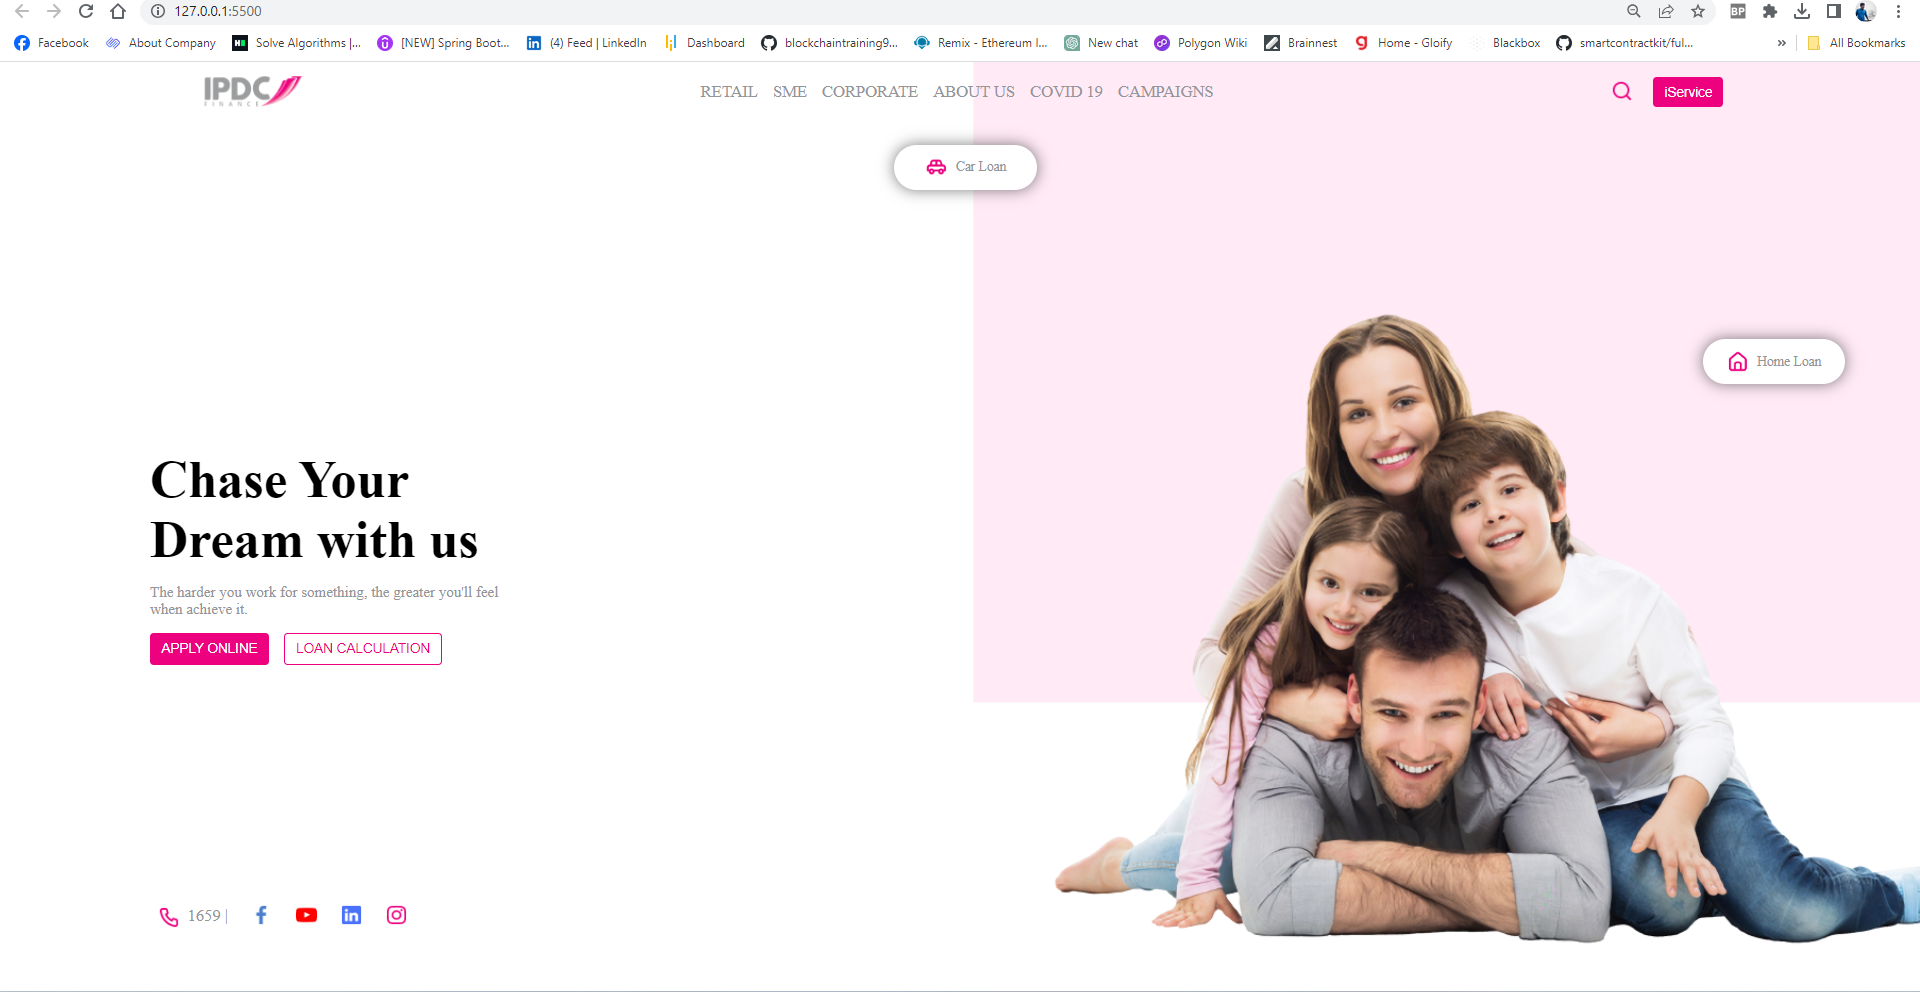 127.0.0.1:5500
BP
Facebook
About Company
Solve Algorithms |...
[NEW] Spring Boot...
(4) Feed | LinkedIn
Dashboard
blockchaintraining9...
Remix - Ethereum I...
New chat
Polygon Wiki
Brainnest
Home - Gloify
Blackbox
smartcontractkit/ful...
»
All Bookmarks
IPDC
FINANCE
RETAIL SME CORPORATE ABOUT US COVID 19 CAMPAIGNS
iService
Car Loan
Home Loan
Chase Your
Dream with us
The harder you work for something, the greater you'll feel
when achieve it.
APPLY ONLINE
LOAN CALCULATION
1659 |